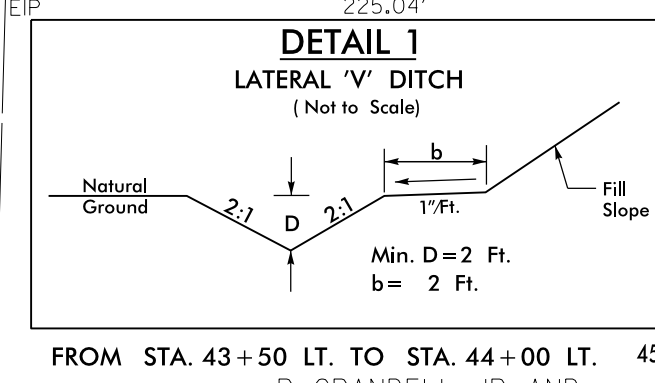 EIP
225.04'
DETAIL 1
LATERAL 'V' DITCH
( Not to Scale)
b
Natural
Ground
2:1
D
2:1
1"/Ft.
Fill
Slope
Min. D=2 Ft.
b= 2 Ft.
FROM STA. 43+50 LT. TO STA. 44+00 LT.
45